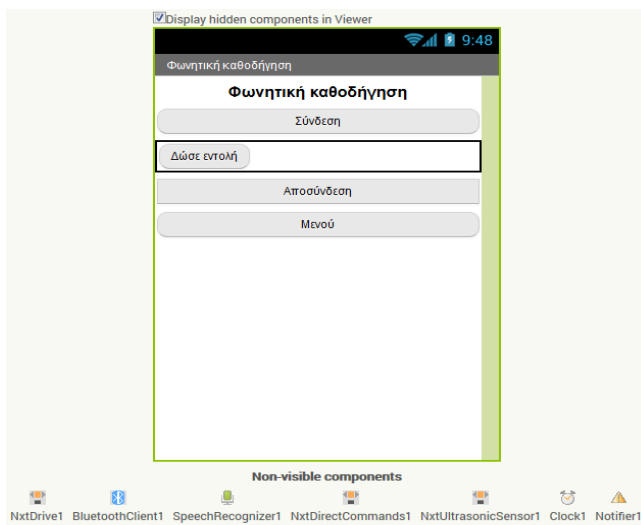 Display hidden components in Viewer
9:48
Φωνητική καθοδήγηση
Φωνητική καθοδήγηση
Σύνδεση
Δώσε εντολή
Αποσύνδεση
Μενού
Non-visible components
NxtDrive1 BluetoothClient1 SpeechRecognizer1 NxtDirectCommands1 NxtUltrasonicSensor1 Clock1 Notifier1